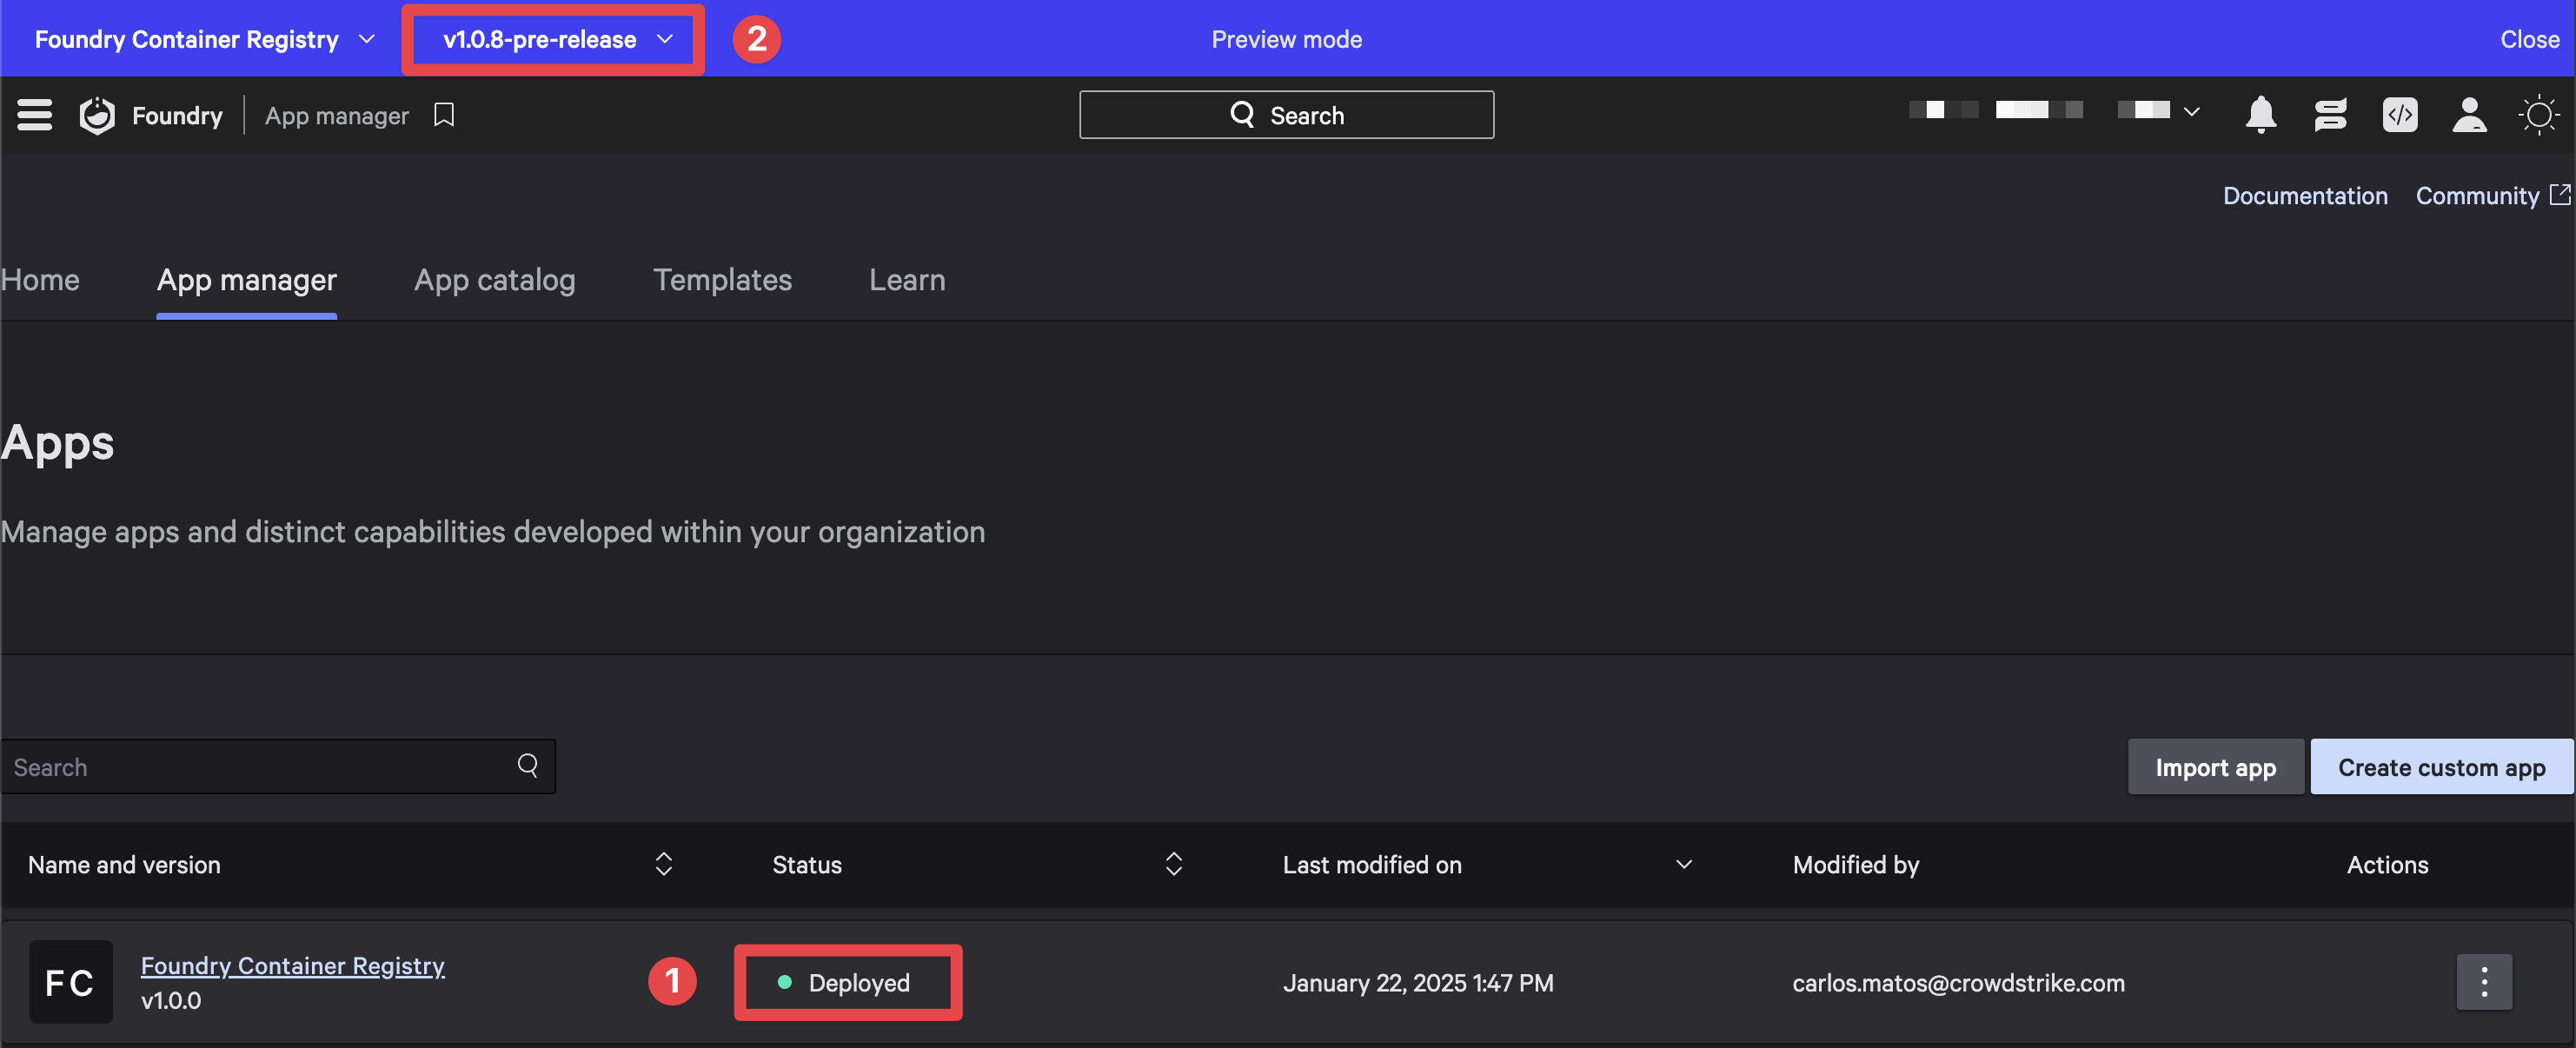 Foundry Container Registry v1.0.8-pre-release 2 Preview mode Close
Foundry App manager Search
Documentation Community
Home App manager App catalog Templates Learn
Apps
Manage apps and distinct capabilities developed within your organization
Search Import app Create custom app
Name and version Status Last modified on Modified by Actions
FC Foundry Container Registry 1 Deployed January 22, 2025 1:47 PM carlos.matos@crowdstrike.com
v1.0.0